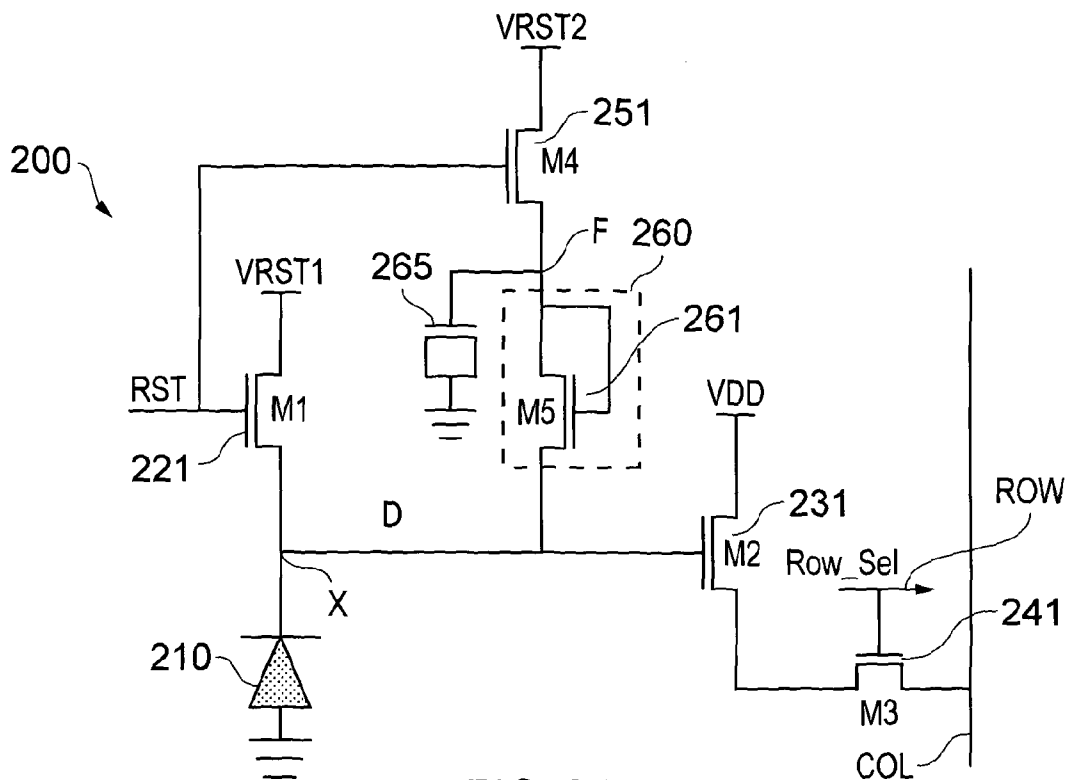 VRST2
251
M4
200
F
260
265
VRST1
261
RST
M1
M5
VDD
221
231
ROW
D
M2
Row_Sel
X
241
210
M3
COL